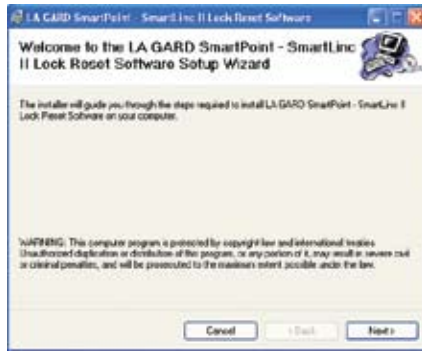 LA GARD SmartPoint - SmartLinc II Lock Reset Software
Welcome to the LA GARD SmartPoint - SmartLinc
II Lock Reset Software Setup Wizard
The installer will guide you through the steps required to install LA GARD SmartPoint - SmartLinc II
Lock Reset Software on your computer.
WARNING: This computer program is protected by copyright law and international treaties.
Unauthorized duplication or distribution of this program, or any portion of it, may result in severe civil
or criminal penalties, and will be prosecuted to the maximum extent possible under the law.
Cancel < Back Next >